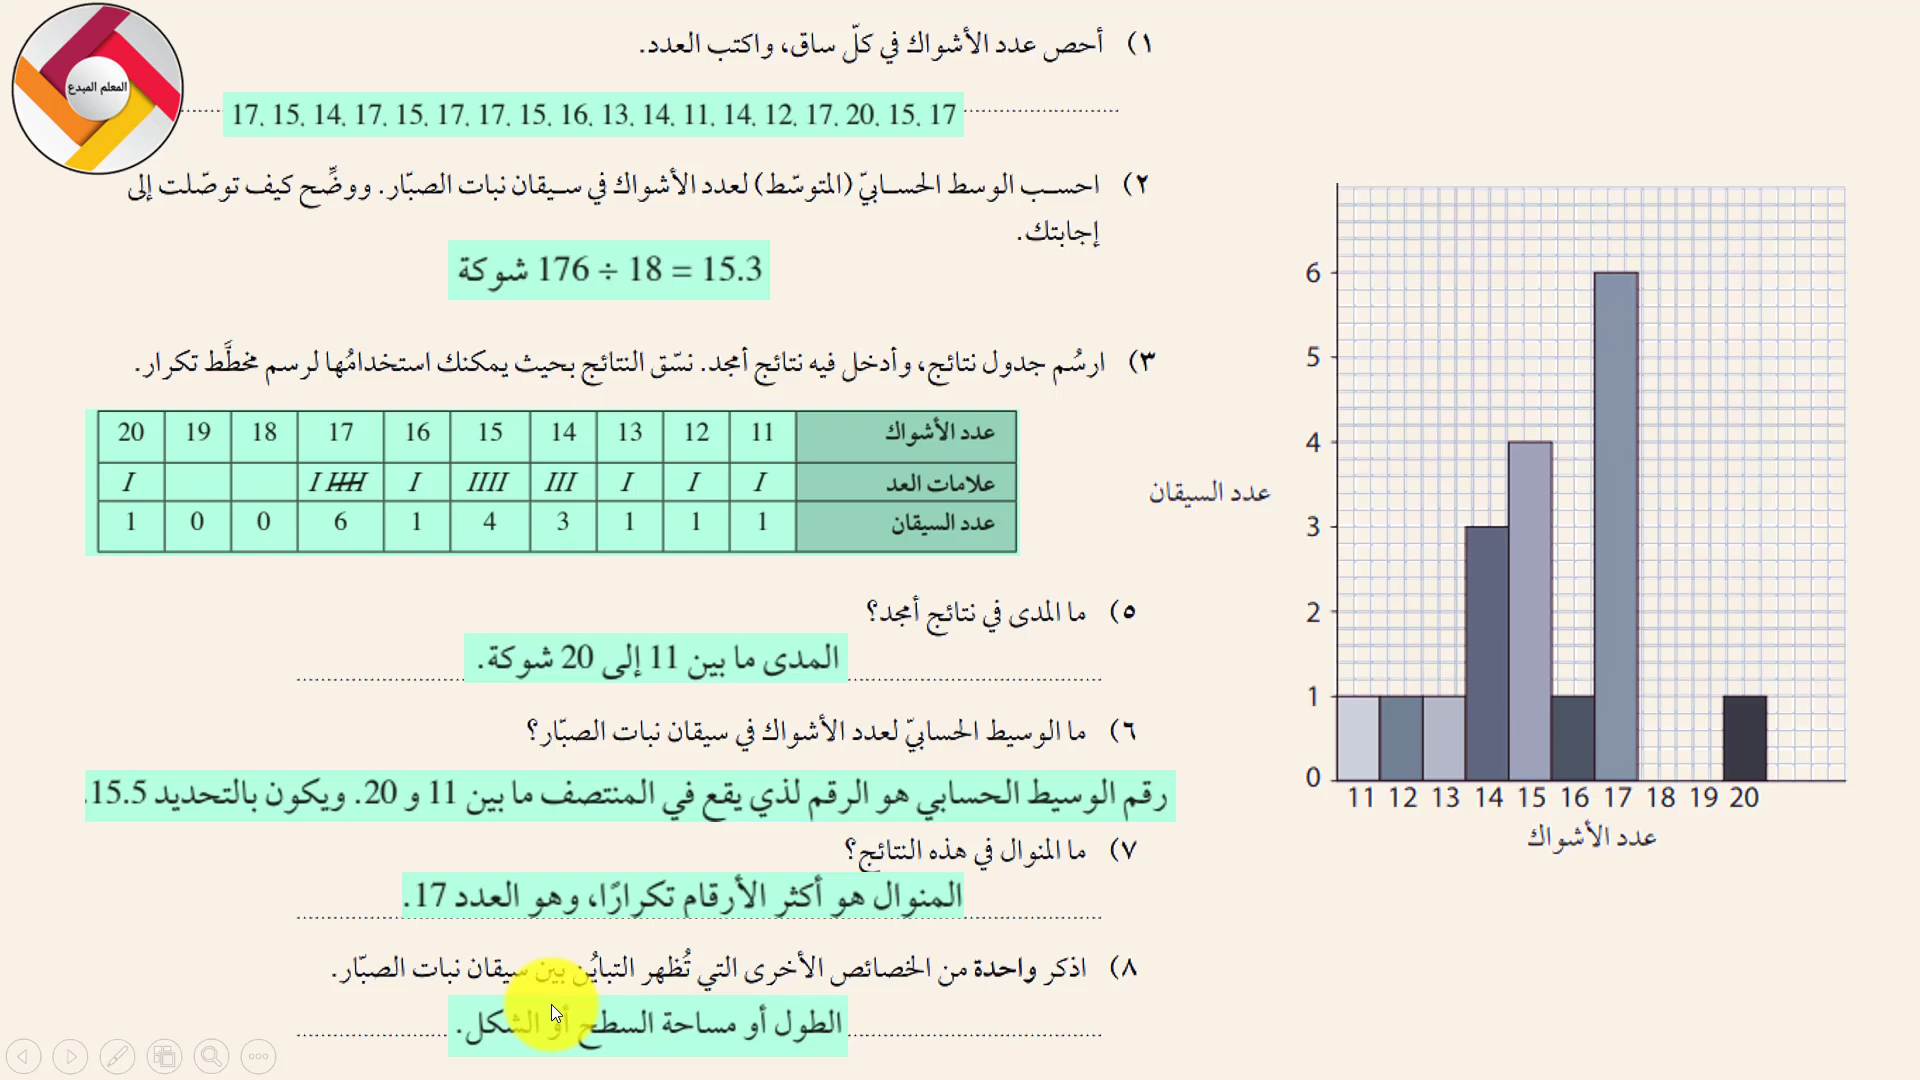 المعلم المبدع
١) أحص عدد الأشواك في كلّ ساق، واكتب العدد.
17. 15. 14. 17. 15. 17. 17. 15. 16. 13. 14. 11. 14. 12. 17. 20. 15. 17
٢) احسب الوسط الحسابيّ (المتوسّط) لعدد الأشواك في سيقان نبات الصبّار. ووضِّح كيف توصّلت إلى
إجابتك.
176 ÷ 18 = 15.3 شوكة
٣) ارسُم جدول نتائج، وأدخل فيه نتائج أمجد. نسّق النتائج بحيث يمكنك استخدامُها لرسم مخطَّط تكرار.
عدد الأشواك 11 12 13 14 15 16 17 18 19 20
علامات العد I I I III IIII I IIII I I
عدد السيقان 1 1 1 3 4 1 6 0 0 1
٥) ما المدى في نتائج أمجد؟
المدى ما بين 11 إلى 20 شوكة.
٦) ما الوسيط الحسابيّ لعدد الأشواك في سيقان نبات الصبّار؟
رقم الوسيط الحسابي هو الرقم لذي يقع في المنتصف ما بين 11 و 20. ويكون بالتحديد 15.5.
٧) ما المنوال في هذه النتائج؟
المنوال هو أكثر الأرقام تكرارًا، وهو العدد 17.
٨) اذكر واحدة من الخصائص الأخرى التي تُظهر التبايُن بين سيقان نبات الصبّار.
الطول أو مساحة السطح أو الشكل.
عدد السيقان
6
5
4
3
2
1
0
11 12 13 14 15 16 17 18 19 20
عدد الأشواك